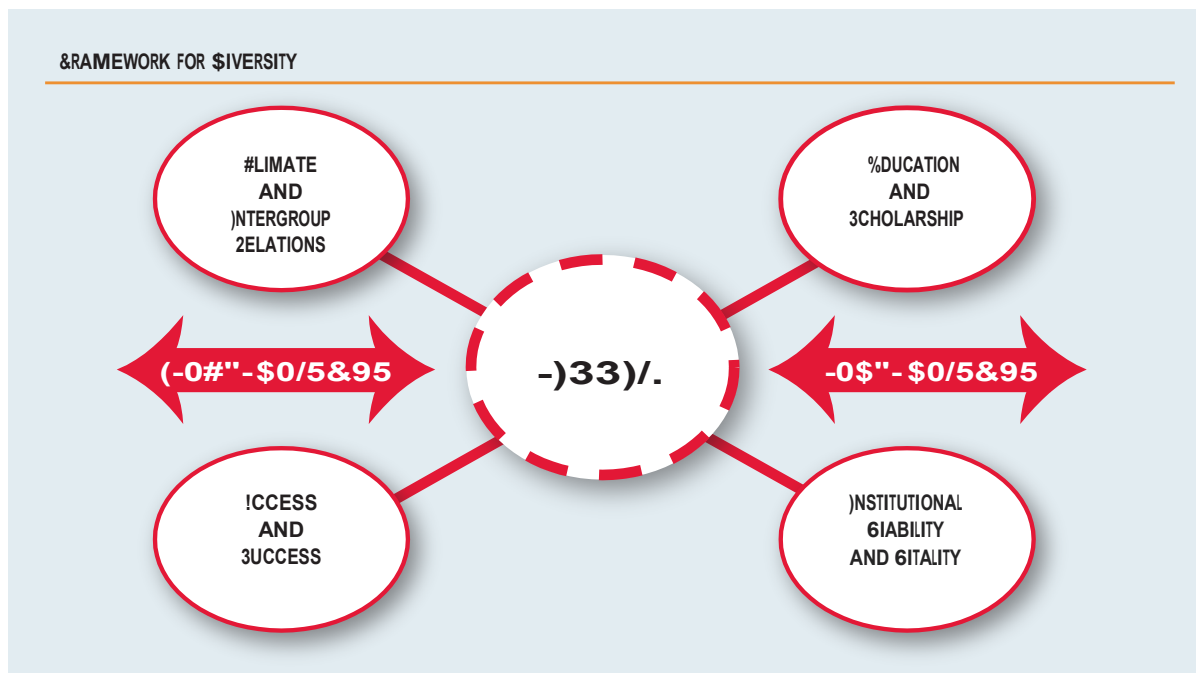 &RAMEWORK FOR $IVERSITY
#LIMATE
AND
)NTERGROUP
2ELATIONS
%DUCATION
AND
3CHOLARSHIP
(-0#"-$0/5&95
-)33)/.
-0$"-$0/5&95
!CCESS
AND
3UCCESS
)NSTITUTIONAL
6IABILITY
AND 6ITALITY